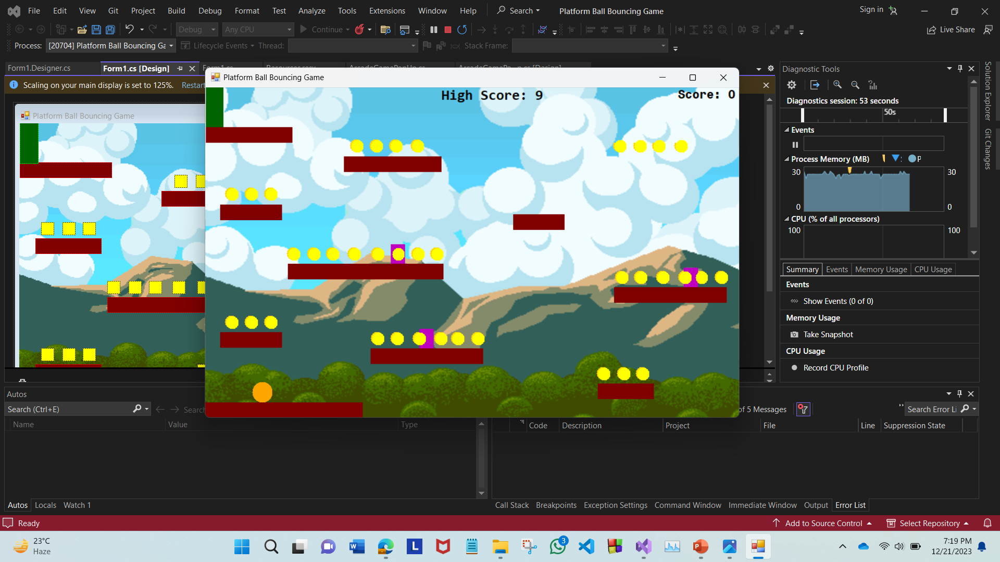 File Edit View Git Project Build Debug Format Test Analyze Tools Extensions Window Help Search Platform Ball Bouncing Game Sign in
Debug Any CPU Continue Live Share
Process: [20704] Platform Ball Bouncing Ga Lifecycle Events Thread: Stack Frame:
Form1.Designer.cs Form1.cs [Design]
Scaling on your main display is set to 125%. Restart
Platform Ball Bouncing Game
Platform Ball Bouncing Game
High Score: 9 Score: 0
Diagnostic Tools
Diagnostics session: 53 seconds
50s
Events
Process Memory (MB) P
30 30
0 0
CPU (% of all processors)
100 100
Summary Events Memory Usage CPU Usage
Events
Show Events (0 of 0)
Memory Usage
Take Snapshot
CPU Usage
Record CPU Profile
Solution Explorer
Git Changes
Autos
Search (Ctrl+E) Searc
Name Value Type
Autos Locals Watch 1
of 5 Messages Search Error Li
Code Description Project File Line Suppression State
Call Stack Breakpoints Exception Settings Command Window Immediate Window Output Error List
Ready Add to Source Control Select Repository
23°C
Haze
L
3
7:19 PM
12/21/2023